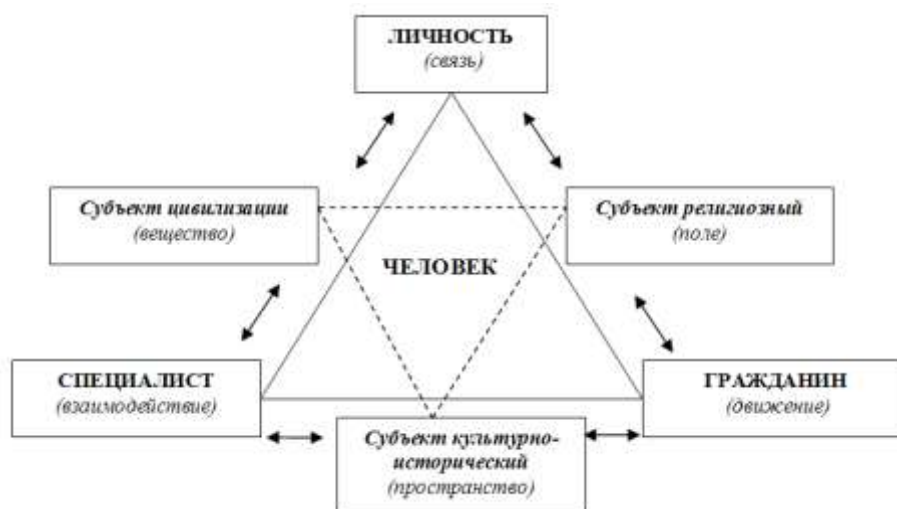 ЛИЧНОСТЬ
(связь)
Субъект цивилизации
(вещество)
Субъект религиозный
(поле)
ЧЕЛОВЕК
СПЕЦИАЛИСТ
(взаимодействие)
ГРАЖДАНИН
(движение)
Субъект культурно-
исторический
(пространство)